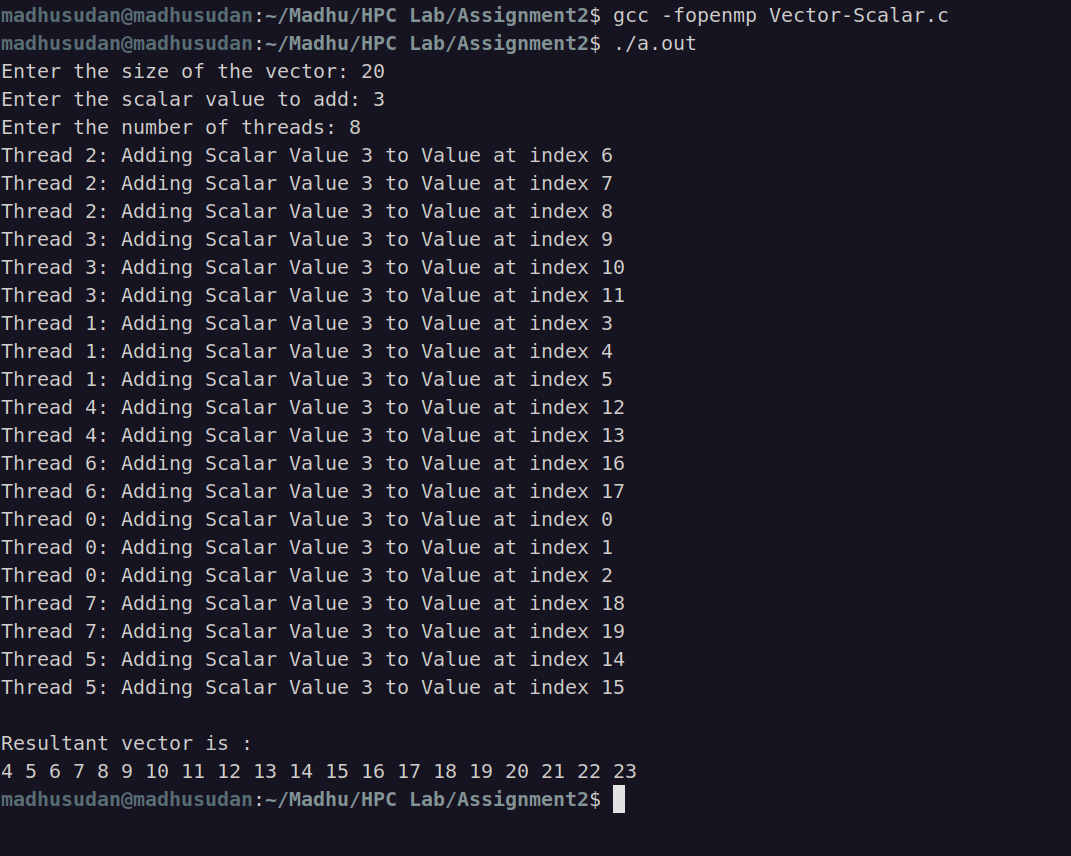 madhusudan@madhusudan:~/Madhu/HPC Lab/Assignment2$ gcc -fopenmp Vector-Scalar.c
madhusudan@madhusudan:~/Madhu/HPC Lab/Assignment2$ ./a.out
Enter the size of the vector: 20
Enter the scalar value to add: 3
Enter the number of threads: 8
Thread 2: Adding Scalar Value 3 to Value at index 6
Thread 2: Adding Scalar Value 3 to Value at index 7
Thread 2: Adding Scalar Value 3 to Value at index 8
Thread 3: Adding Scalar Value 3 to Value at index 9
Thread 3: Adding Scalar Value 3 to Value at index 10
Thread 3: Adding Scalar Value 3 to Value at index 11
Thread 1: Adding Scalar Value 3 to Value at index 3
Thread 1: Adding Scalar Value 3 to Value at index 4
Thread 1: Adding Scalar Value 3 to Value at index 5
Thread 4: Adding Scalar Value 3 to Value at index 12
Thread 4: Adding Scalar Value 3 to Value at index 13
Thread 6: Adding Scalar Value 3 to Value at index 16
Thread 6: Adding Scalar Value 3 to Value at index 17
Thread 0: Adding Scalar Value 3 to Value at index 0
Thread 0: Adding Scalar Value 3 to Value at index 1
Thread 0: Adding Scalar Value 3 to Value at index 2
Thread 7: Adding Scalar Value 3 to Value at index 18
Thread 7: Adding Scalar Value 3 to Value at index 19
Thread 5: Adding Scalar Value 3 to Value at index 14
Thread 5: Adding Scalar Value 3 to Value at index 15

Resultant vector is :
4 5 6 7 8 9 10 11 12 13 14 15 16 17 18 19 20 21 22 23
madhusudan@madhusudan:~/Madhu/HPC Lab/Assignment2$